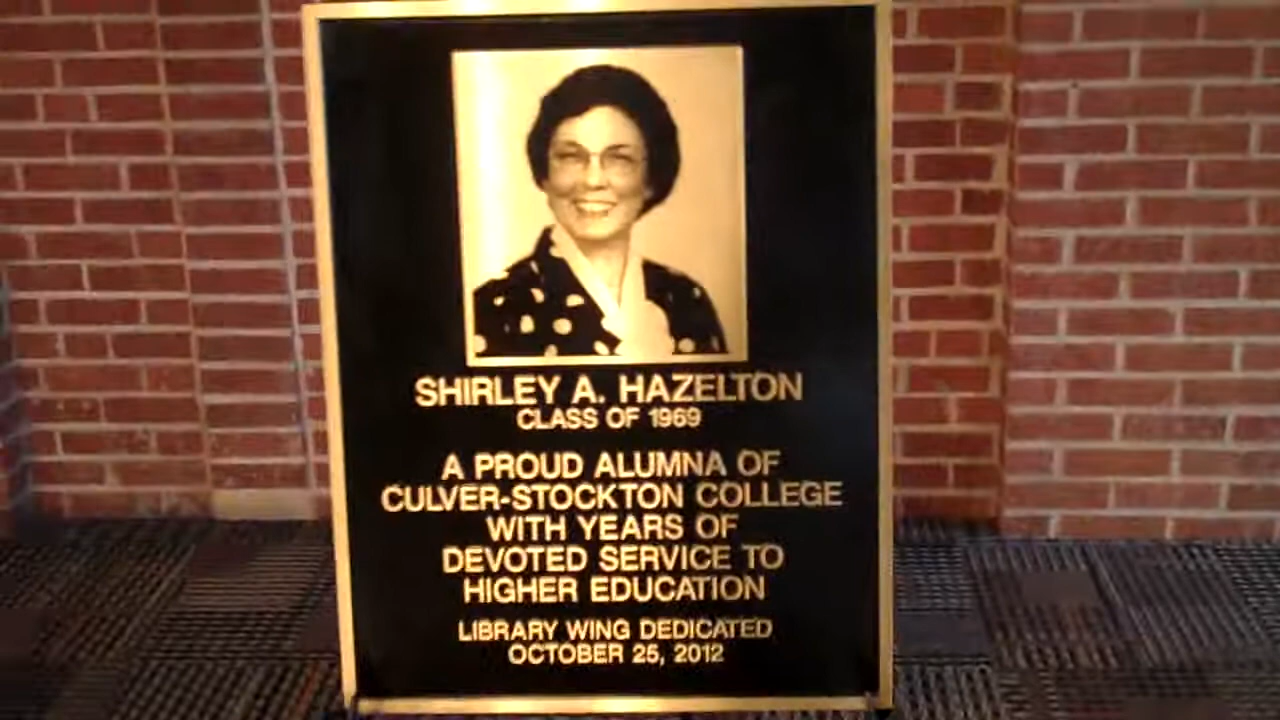 SHIRLEY A. HAZELTON
CLASS OF 1969
A PROUD ALUMNA OF
CULVER-STOCKTON COLLEGE
WITH YEARS OF
DEVOTED SERVICE TO
HIGHER EDUCATION
LIBRARY WING DEDICATED
OCTOBER 25, 2012